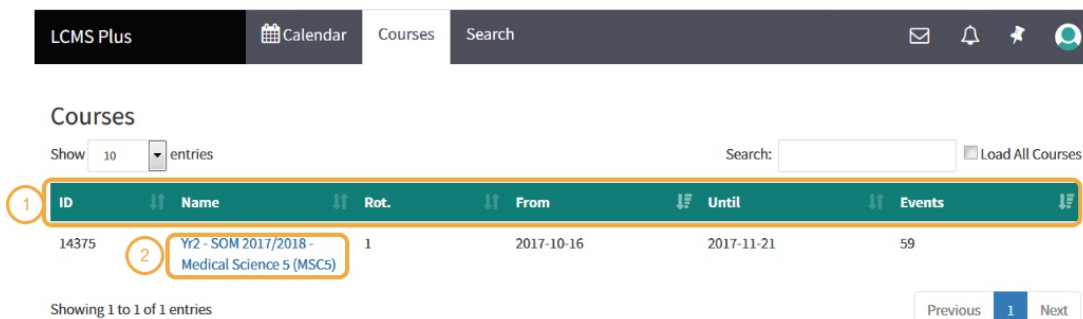 LCMS Plus Calendar Courses Search
Courses
Show 10 entries Search: Load All Courses
1 ID Name Rot. From Until Events
14375 2 Yr2 - SOM 2017/2018 - 1 2017-10-16 2017-11-21 59
Medical Science 5 (MSC5)
Showing 1 to 1 of 1 entries Previous 1 Next